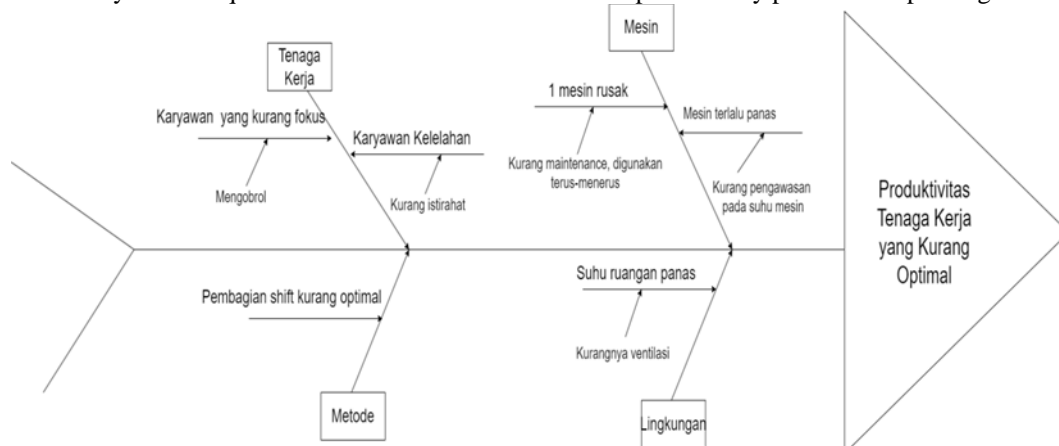 Mesin
Tenaga
Kerja
1 mesin rusak
Karyawan yang kurang fokus
Mesin terlalu panas
Karyawan Kelelahan
Kurang maintenance, digunakan
terus-menerus
Mengobrol
Kurang istirahat
Kurang pengawasan
pada suhu mesin
Produktivitas
Tenaga Kerja
yang Kurang
Optimal
Suhu ruangan panas
Pembagian shift kurang optimal
Kurangnya ventilasi
Metode
Lingkungan